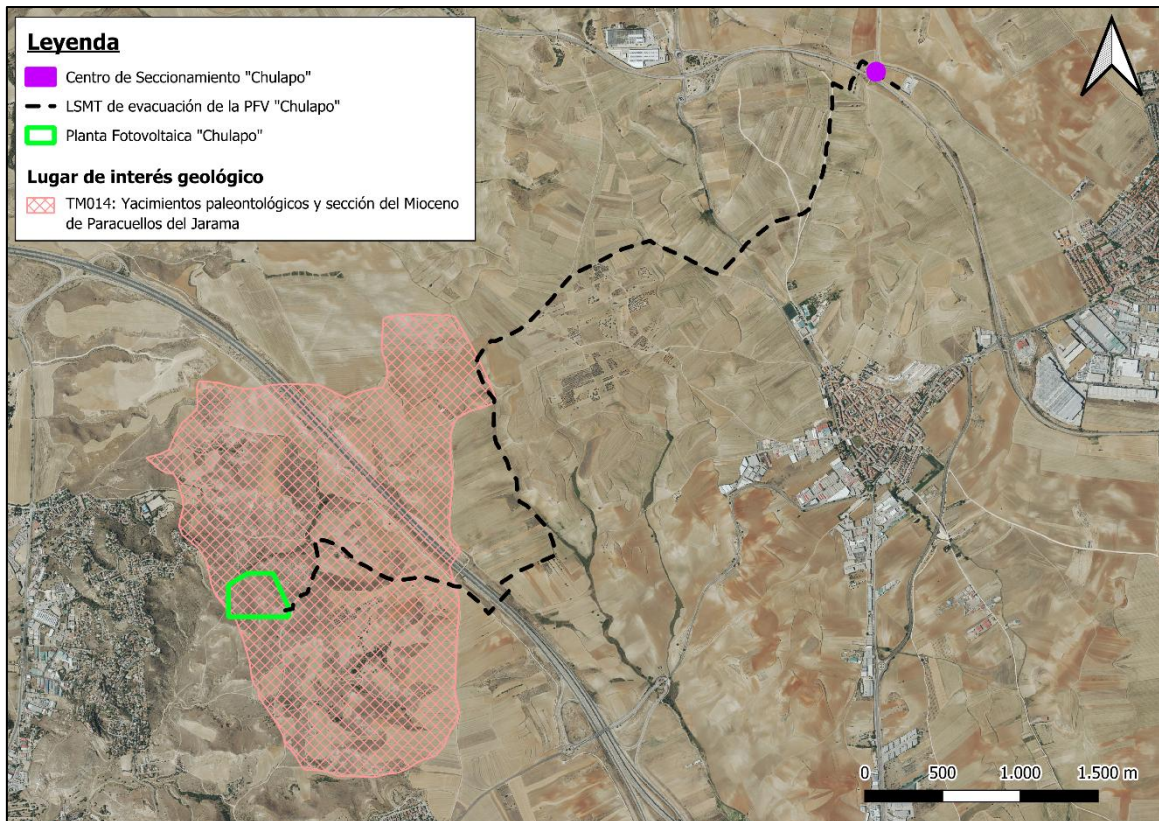 Leyenda
Centro de Seccionamiento "Chulapo"
LSMT de evacuación de la PFV "Chulapo"
Planta Fotovoltaica "Chulapo"
Lugar de interés geológico
TM014: Yacimientos paleontológicos y sección del Mioceno
de Paracuellos del Jarama
0 500 1.000 1.500 m